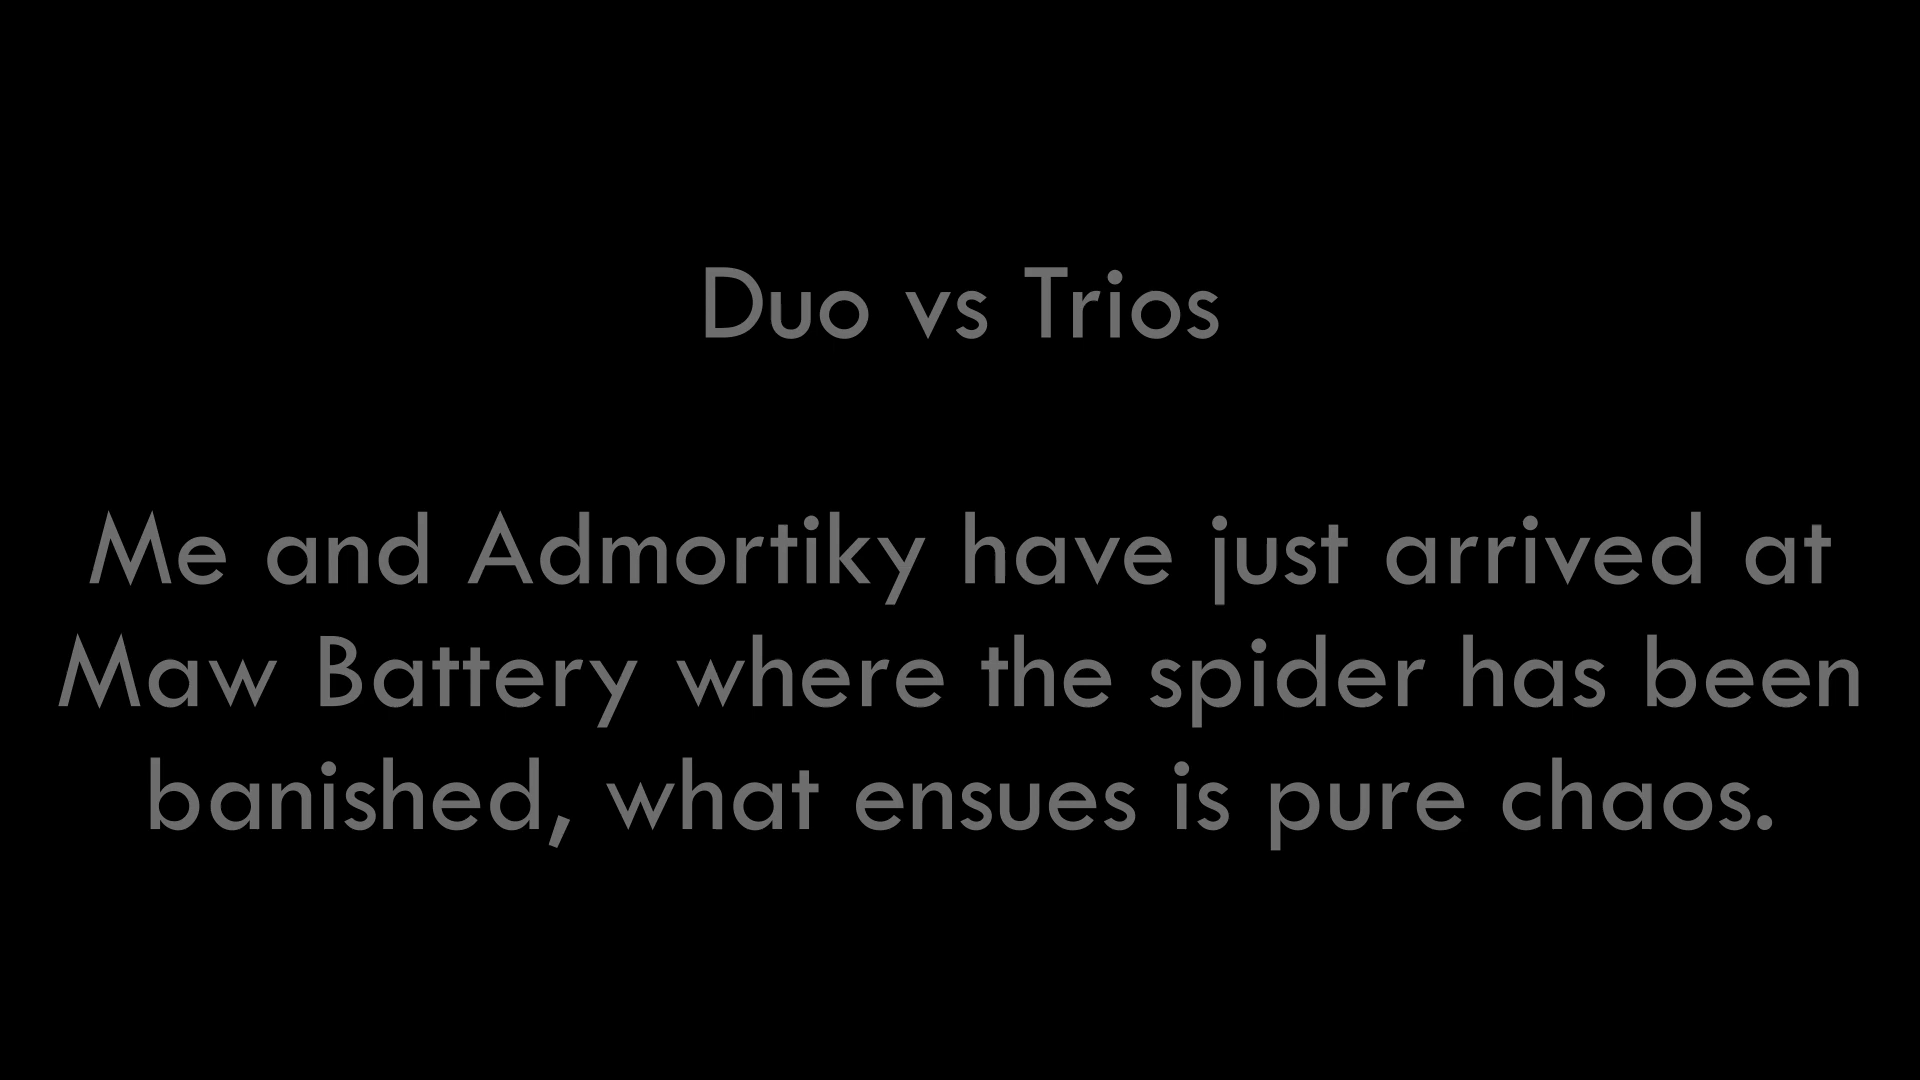 Duo vs Trios
Me and Admortiky have just arrived at
Maw Battery where the spider has been
banished, what ensues is pure chaos.